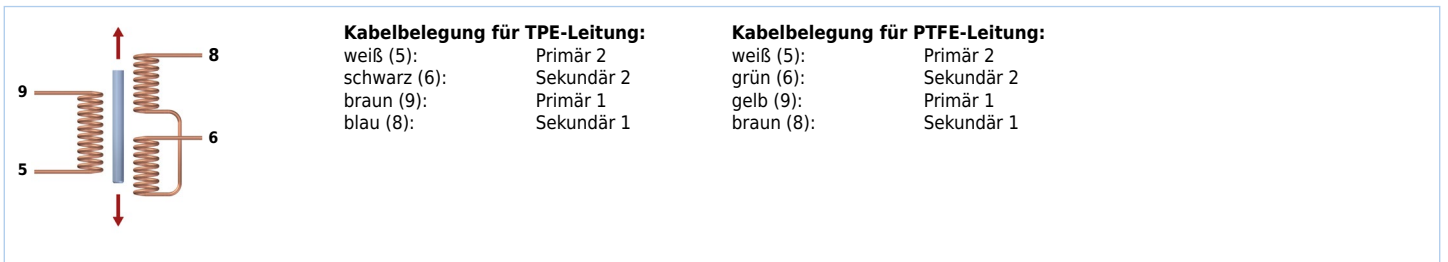 8
9
6
5
Kabelbelegung für TPE-Leitung:
weiß (5): Primär 2
schwarz (6): Sekundär 2
braun (9): Primär 1
blau (8): Sekundär 1
Kabelbelegung für PTFE-Leitung:
weiß (5): Primär 2
grün (6): Sekundär 2
gelb (9): Primär 1
braun (8): Sekundär 1